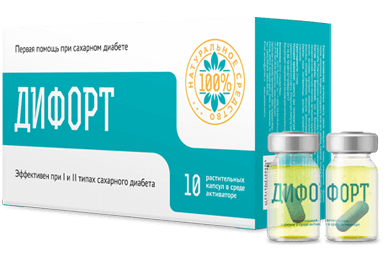 Первая помощь при сахарном диабете
НАТУРАЛЬНОЕ СРЕДСТВО
100%
ДИФОРТ
Эффективен при I и II типах сахарного диабета
10 растительных
капсул в среде
активаторе
ДИФОРТ
ДИФОРТ